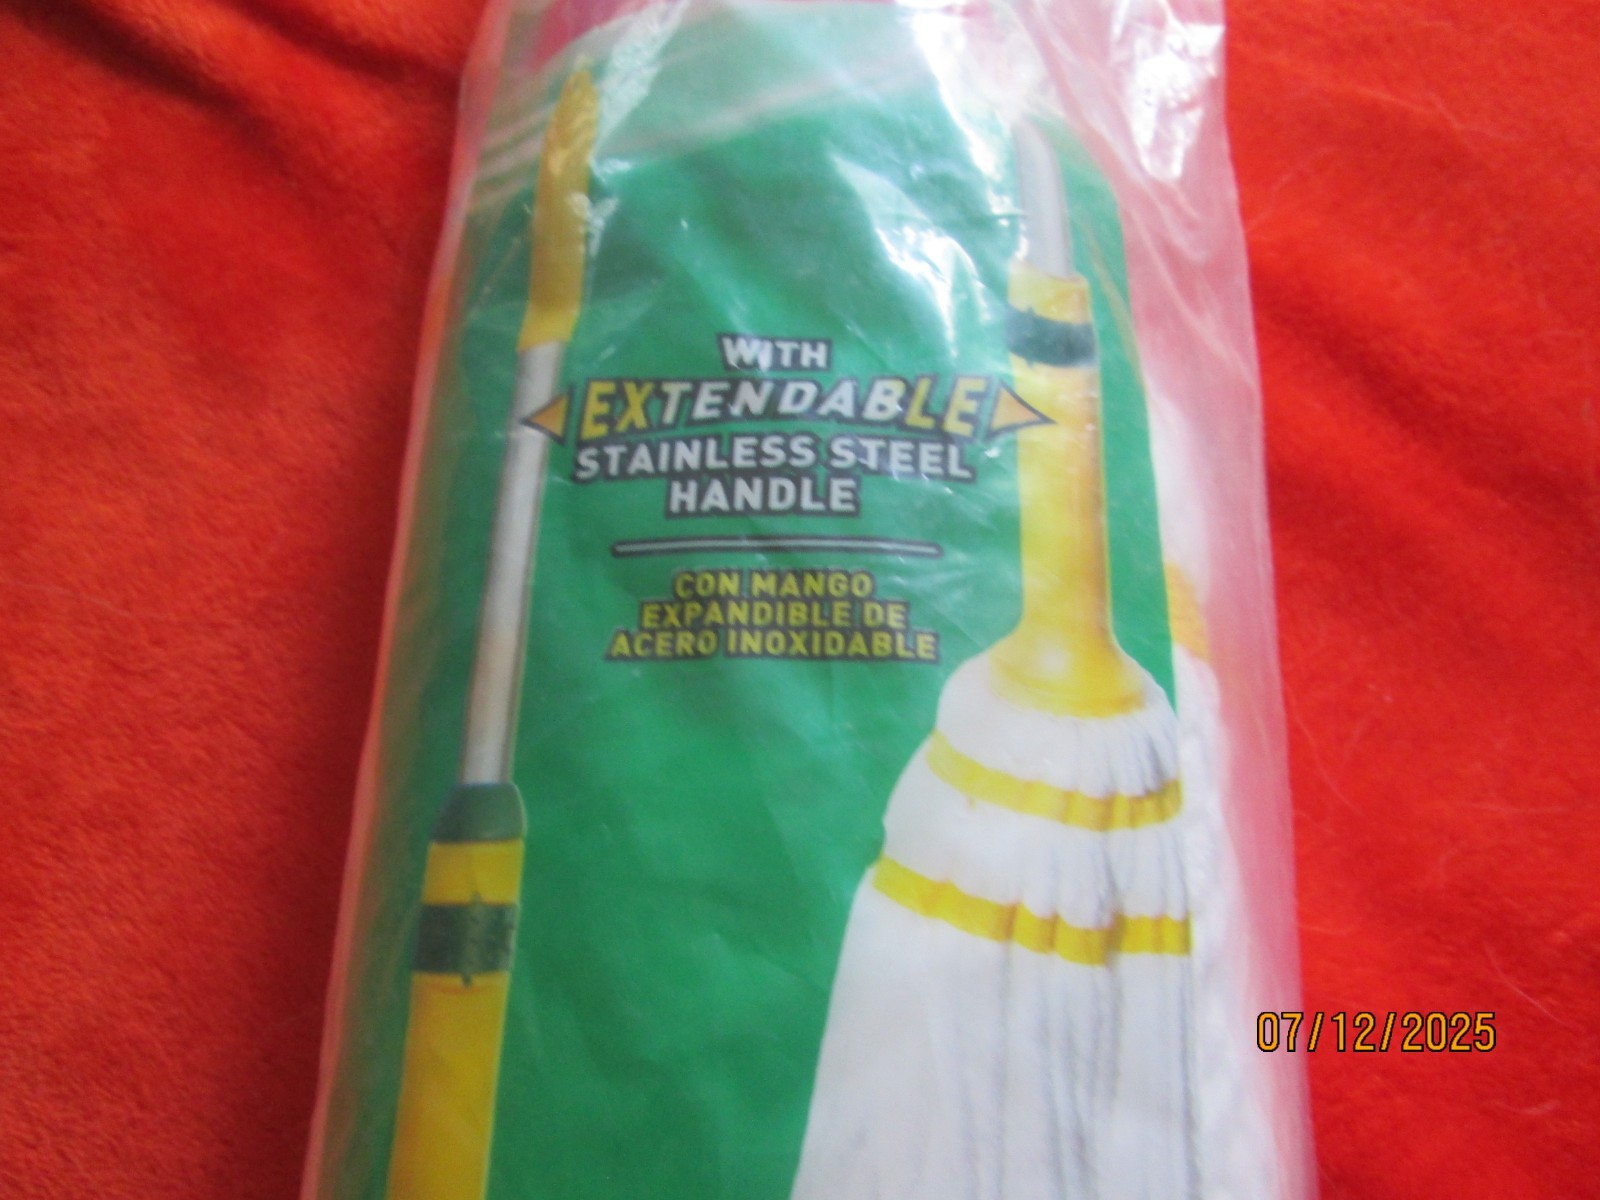 WITH
EXTENDABLE
STAINLESS STEEL
HANDLE
CON MANGO
EXPANDIBLE DE
ACERO INOXIDABLE
07/12/2025